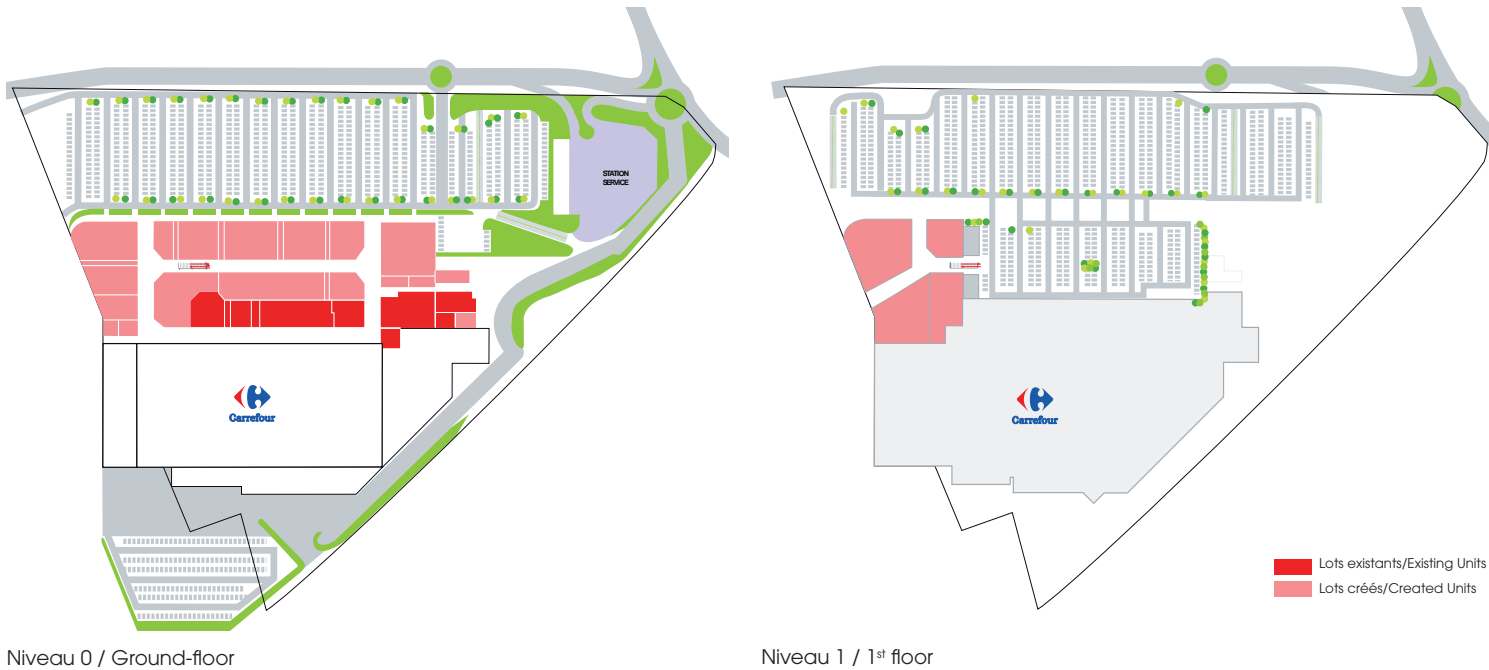 STATION
SERVICE
Carrefour
Carrefour
Lots existants/Existing Units
Lots créés/Created Units
Niveau 0 / Ground-floor
Niveau 1 / 1st floor